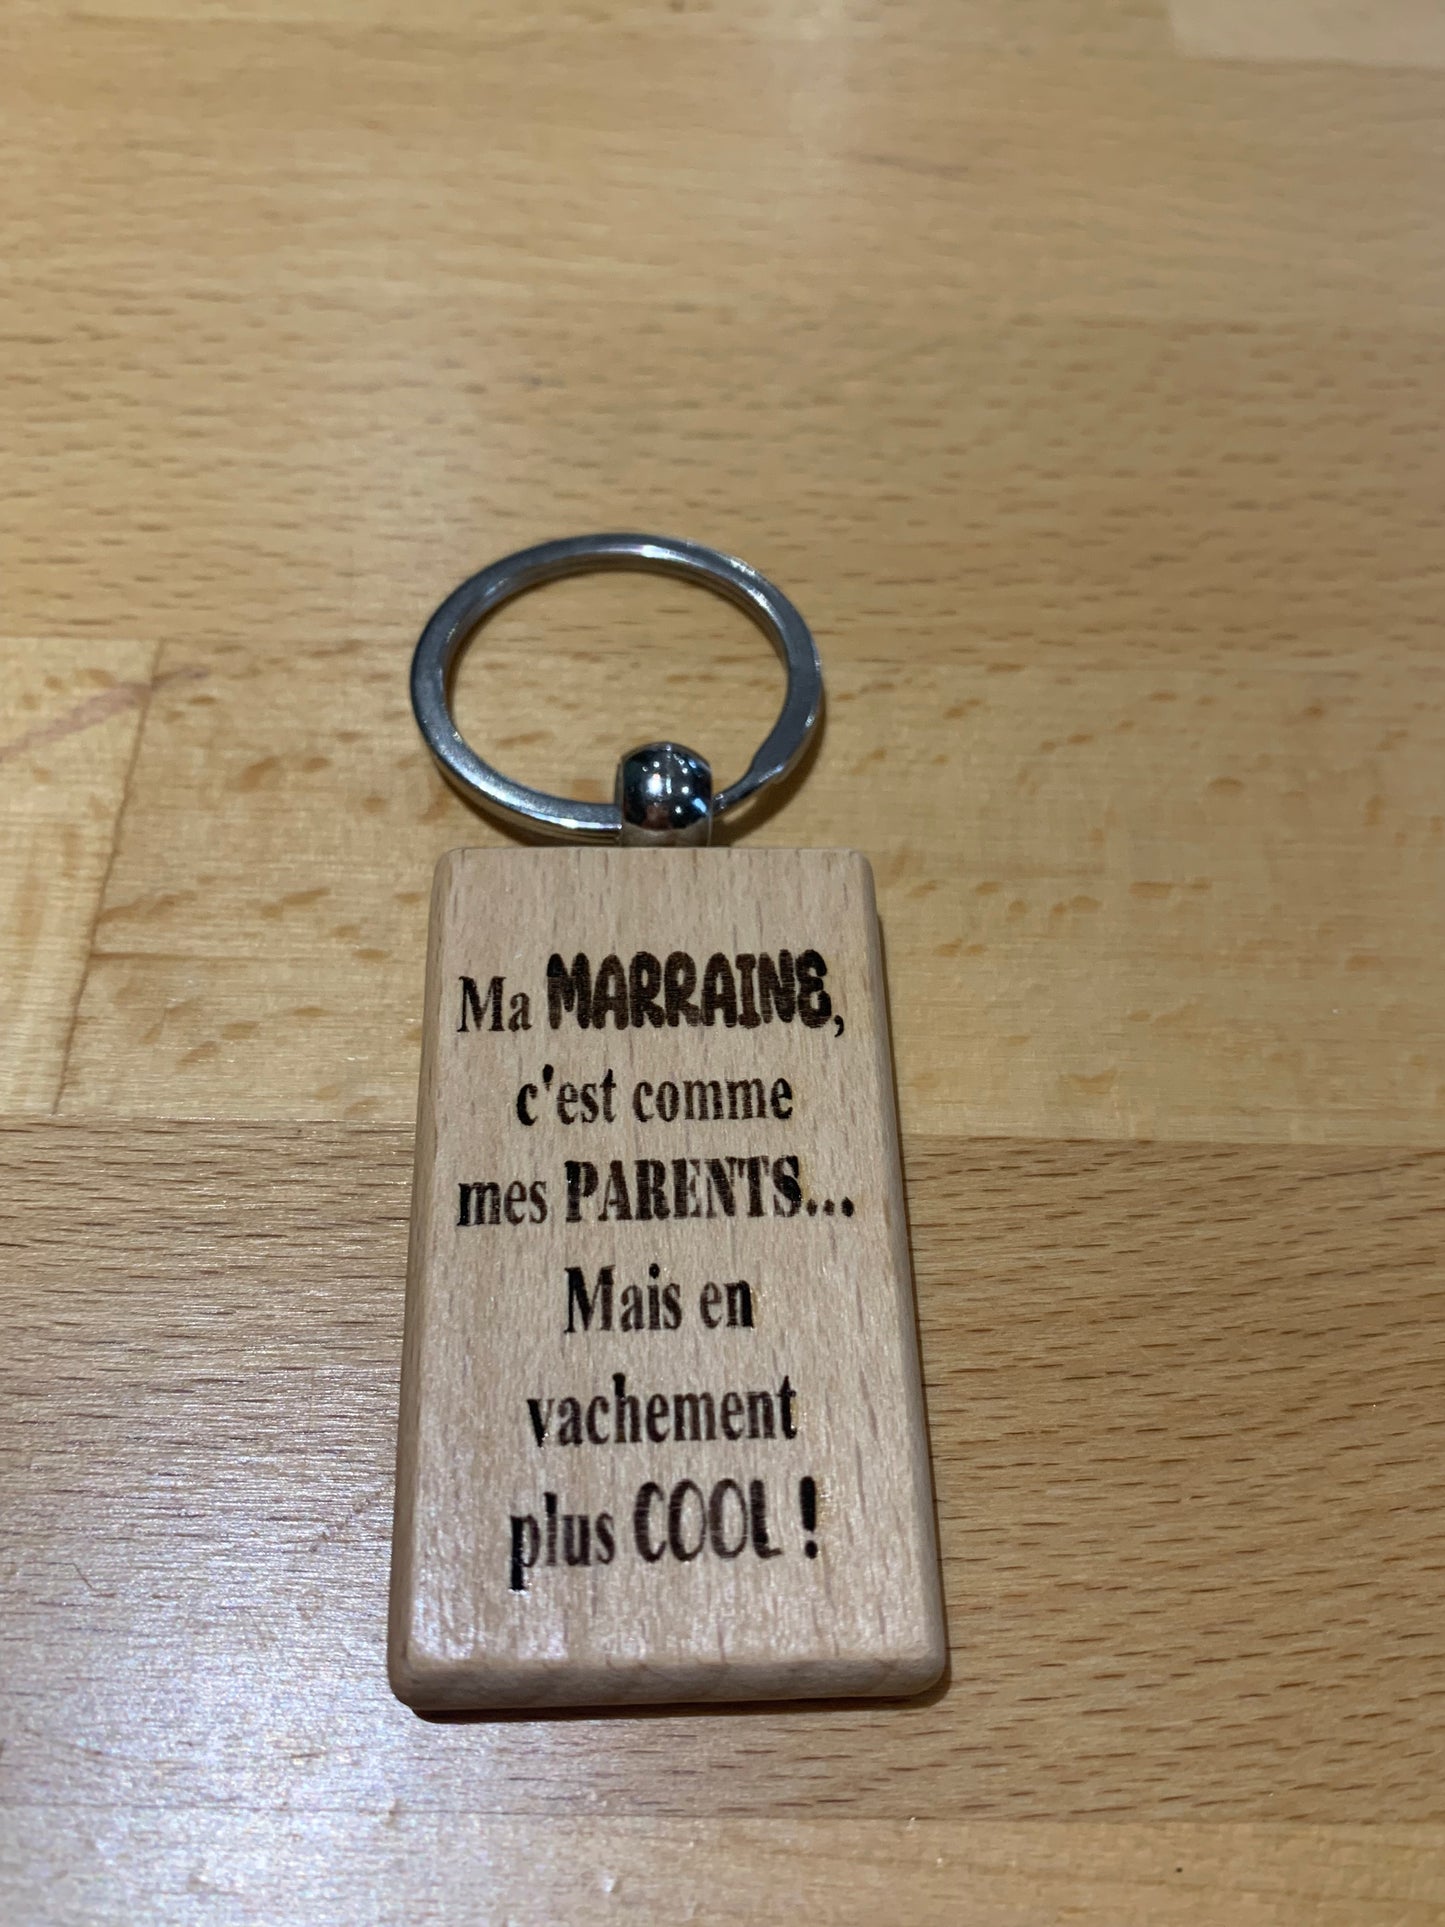 Ma MARRAINE,
c'est comme
mes PARENTS...
Mais en
vachement
plus COOL !